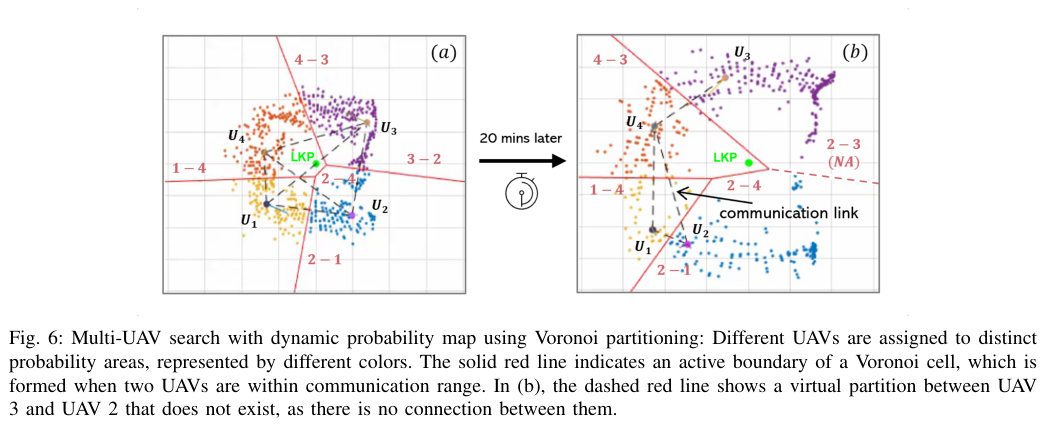 (a)
4 – 3
U4
U3
LKP
3 – 2
1 – 4
2 – 4
U1
U2
2 – 1
20 mins later
(b)
4 – 3
U3
U4
2 – 3
(NA)
LKP
1 – 4
2 – 4
communication link
U1
U2
2 – 1
Fig. 6: Multi-UAV search with dynamic probability map using Voronoi partitioning: Different UAVs are assigned to distinct
probability areas, represented by different colors. The solid red line indicates an active boundary of a Voronoi cell, which is
formed when two UAVs are within communication range. In (b), the dashed red line shows a virtual partition between UAV
3 and UAV 2 that does not exist, as there is no connection between them.